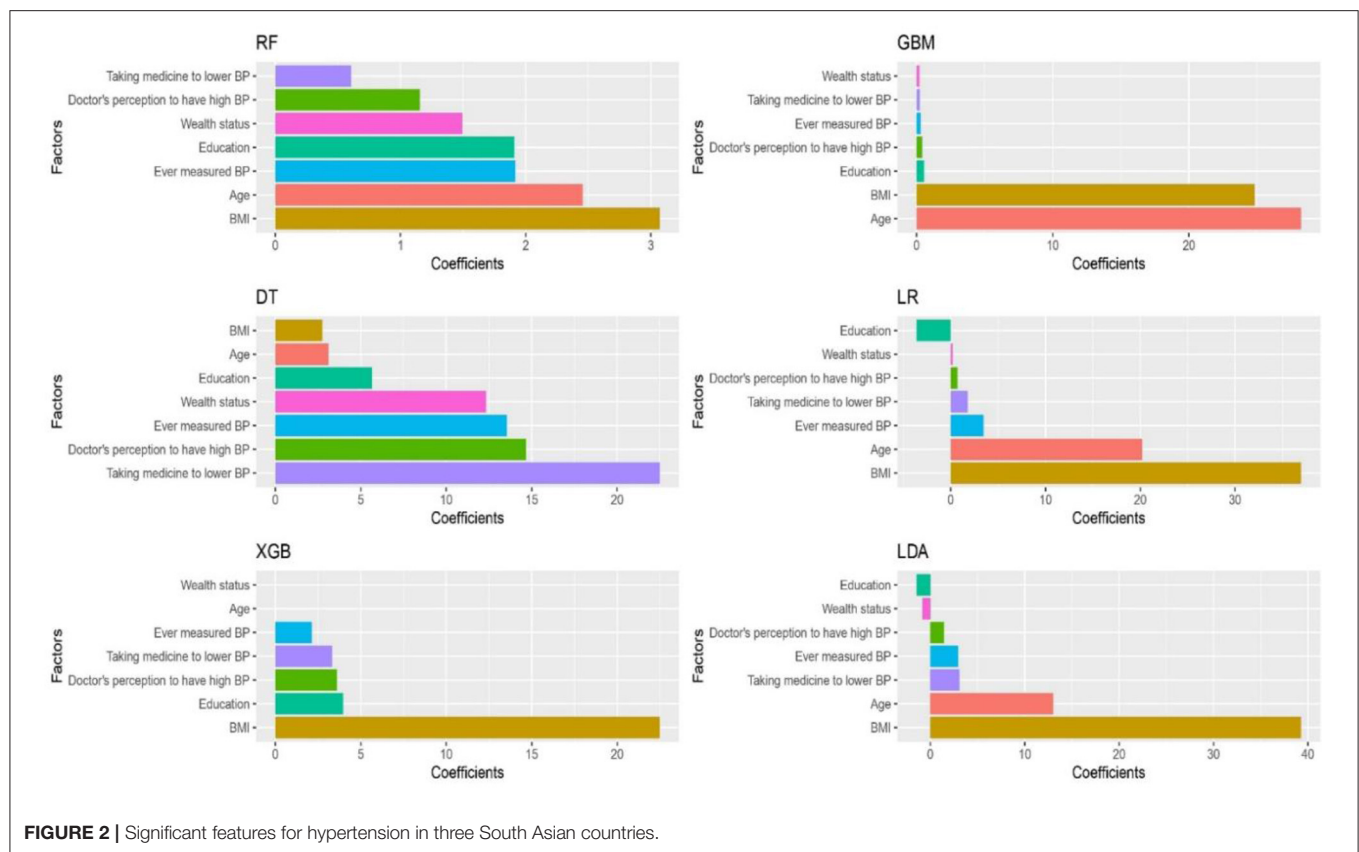 RF
Factors
Taking medicine to lower BP
Doctor's perception to have high BP
Wealth status
Education
Ever measured BP
Age
BMI
0 1 2 3
Coefficients
GBM
Factors
Wealth status
Taking medicine to lower BP
Ever measured BP
Doctor's perception to have high BP
Education
BMI
Age
0 10 20
Coefficients
DT
Factors
BMI
Age
Education
Wealth status
Ever measured BP
Doctor's perception to have high BP
Taking medicine to lower BP
0 5 10 15 20
Coefficients
LR
Factors
Education
Wealth status
Doctor's perception to have high BP
Taking medicine to lower BP
Ever measured BP
Age
BMI
0 10 20 30
Coefficients
XGB
Factors
Wealth status
Age
Ever measured BP
Taking medicine to lower BP
Doctor's perception to have high BP
Education
BMI
0 5 10 15 20
Coefficients
LDA
Factors
Education
Wealth status
Doctor's perception to have high BP
Ever measured BP
Taking medicine to lower BP
Age
BMI
0 10 20 30 40
Coefficients
FIGURE 2 | Significant features for hypertension in three South Asian countries.